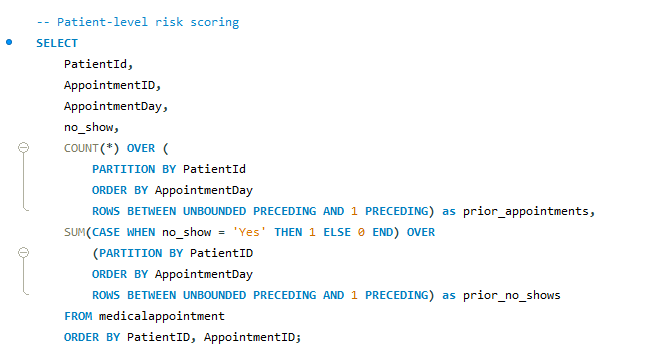 -- Patient-level risk scoring
SELECT
    PatientId,
    AppointmentID,
    AppointmentDay,
    no_show,
    COUNT(*) OVER (
        PARTITION BY PatientId
        ORDER BY AppointmentDay
        ROWS BETWEEN UNBOUNDED PRECEDING AND 1 PRECEDING) as prior_appointments,
    SUM(CASE WHEN no_show = 'Yes' THEN 1 ELSE 0 END) OVER
        (PARTITION BY PatientID
        ORDER BY AppointmentDay
        ROWS BETWEEN UNBOUNDED PRECEDING AND 1 PRECEDING) as prior_no_shows
    FROM medicalappointment
    ORDER BY PatientID, AppointmentID;